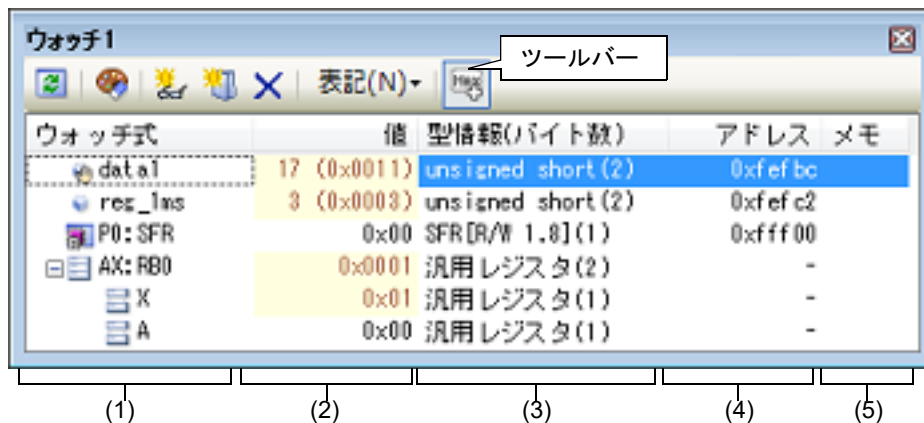 ウォッチ1
ツールバー
表記(N)
Hex
ウォッチ式 値 型情報(バイト数) アドレス メモ
data1 17 (0x0011) unsigned short(2) 0xfefbc
reg_1ms 3 (0x0003) unsigned short(2) 0xfefc2
P0:SFR 0x00 SFR[R/W 1.8](1) 0xfff00
AX:RB0 0x0001 汎用レジスタ(2) -
X 0x01 汎用レジスタ(1) -
A 0x00 汎用レジスタ(1) -
(1) (2) (3) (4) (5)